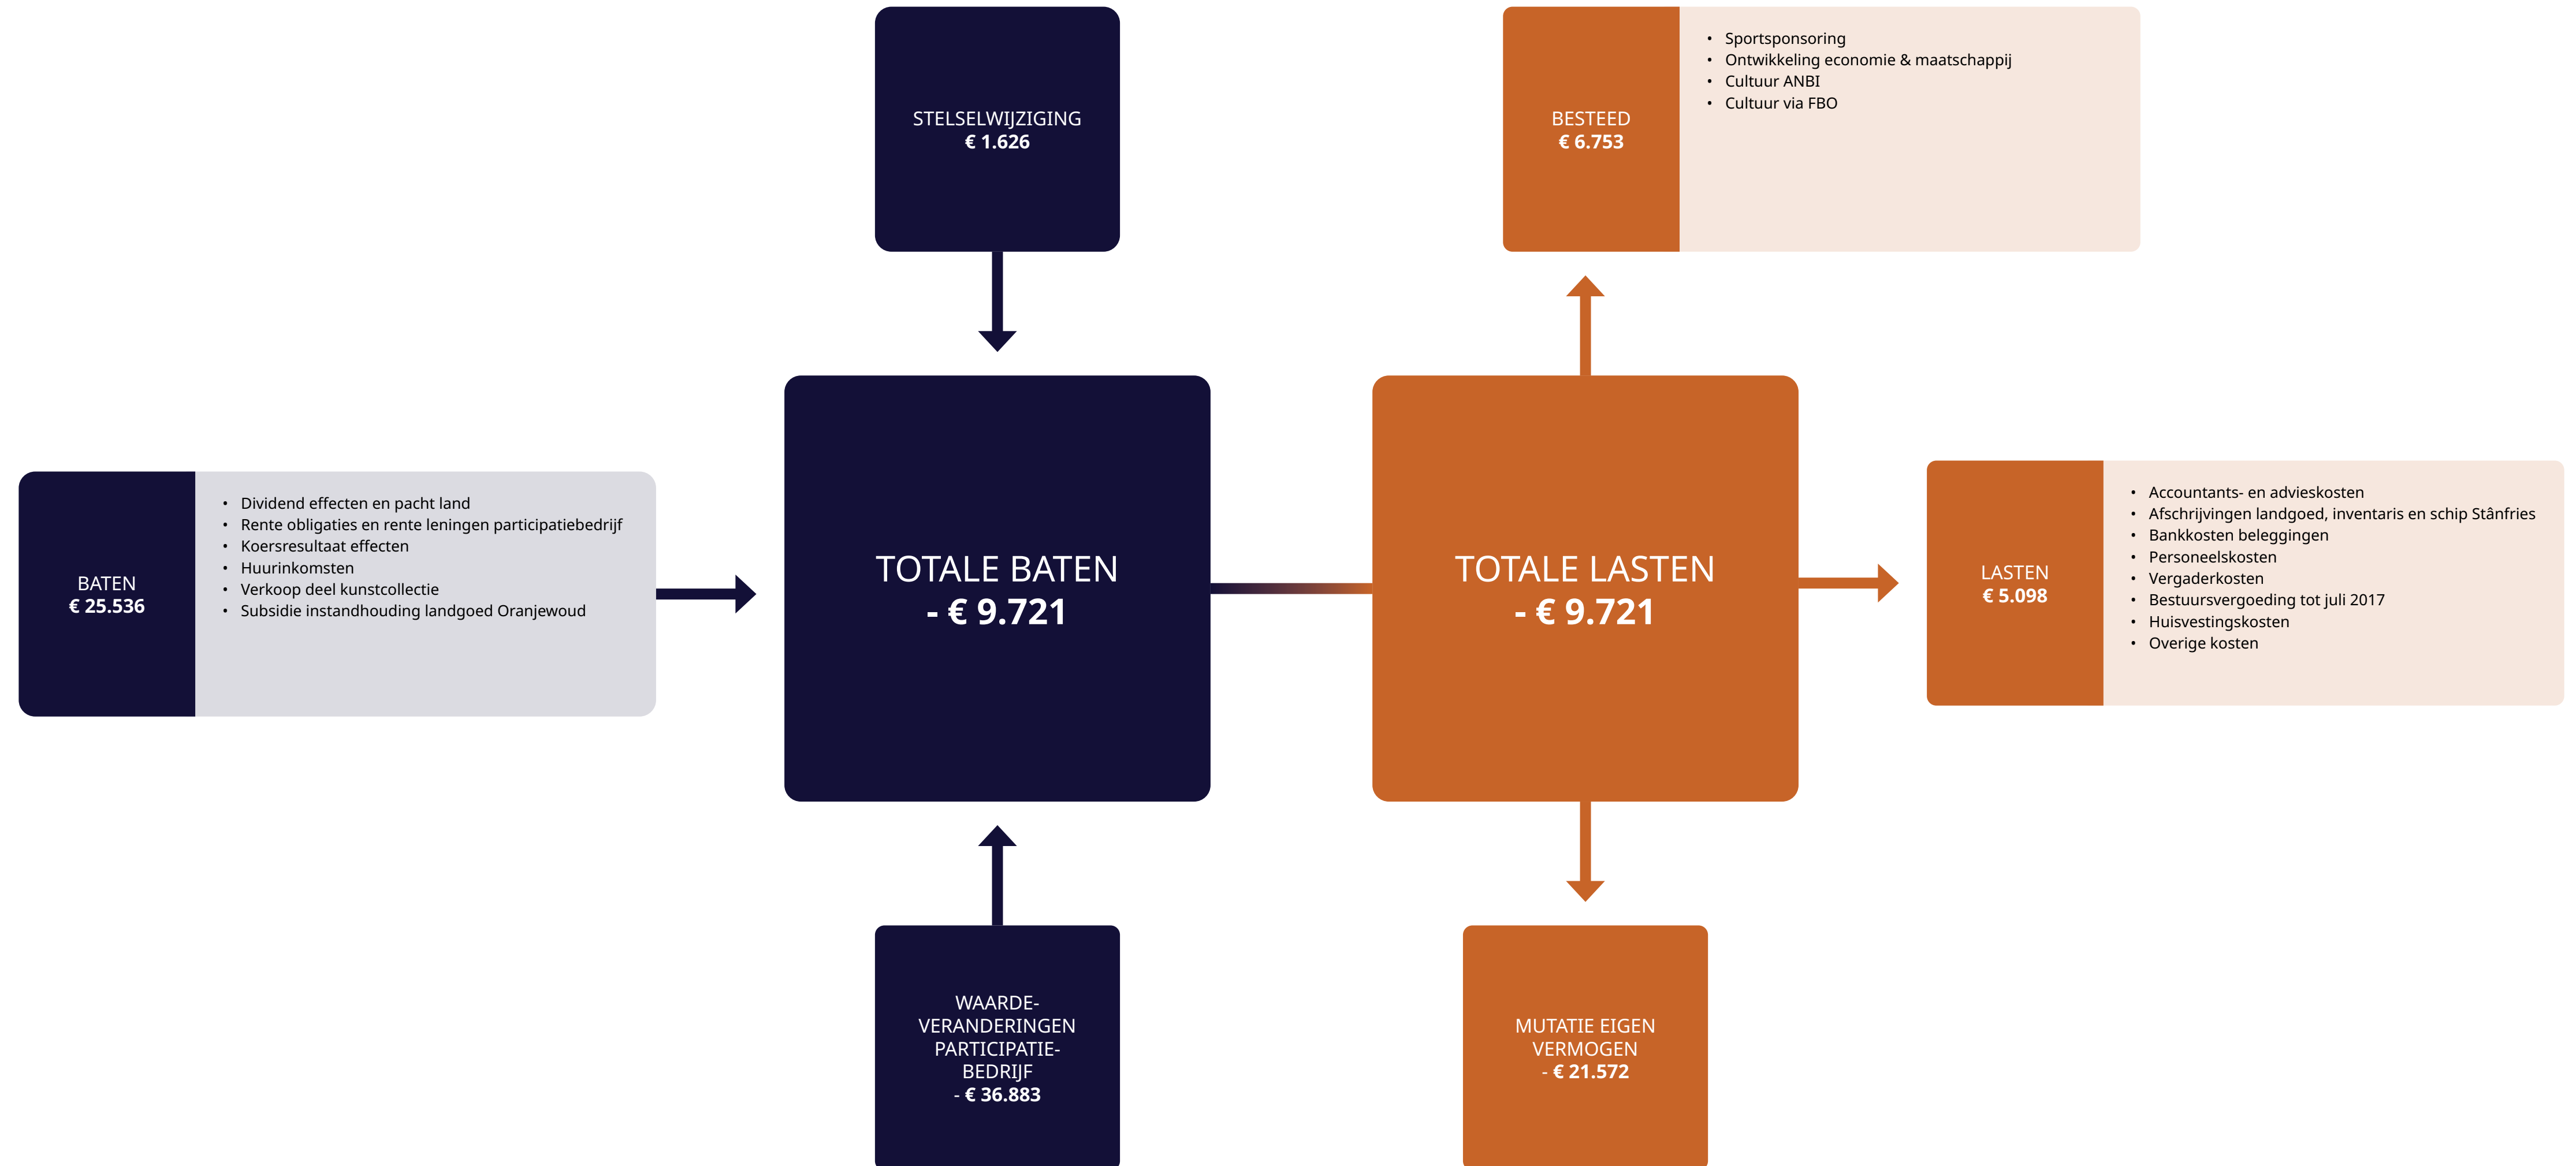 STELSELWIJZIGING
€ 1.626
BESTEED
€ 6.753
• Sportsponsoring
• Ontwikkeling economie & maatschappij
• Cultuur ANBI
• Cultuur via FBO
BATEN
€ 25.536
• Dividend effecten en pacht land
• Rente obligaties en rente leningen participatiebedrijf
• Koersresultaat effecten
• Huurinkomsten
• Verkoop deel kunstcollectie
• Subsidie instandhouding landgoed Oranjewoud
TOTALE BATEN
- € 9.721
TOTALE LASTEN
- € 9.721
LASTEN
€ 5.098
• Accountants- en advieskosten
• Afschrijvingen landgoed, inventaris en schip Stânfries
• Bankkosten beleggingen
• Personeelskosten
• Vergaderkosten
• Bestuursvergoeding tot juli 2017
• Huisvestingskosten
• Overige kosten
WAARDE-
VERANDERINGEN
PARTICIPATIE-
BEDRIJF
- € 36.883
MUTATIE EIGEN
VERMOGEN
- € 21.572